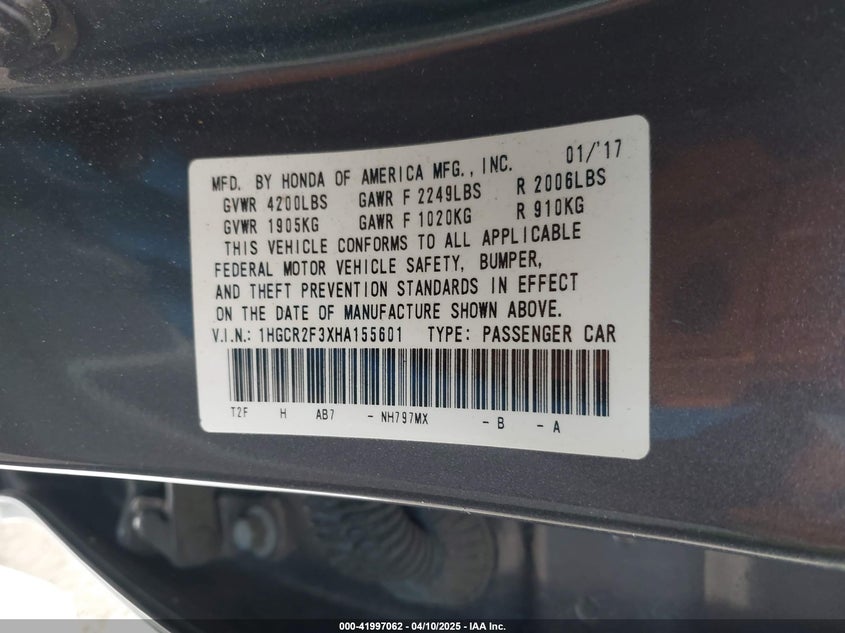 MFD. BY HONDA OF AMERICA MFG., INC. 01/'17
GVWR 4200LBS GAWR F 2249LBS R 2006LBS
GVWR 1905KG GAWR F 1020KG R 910KG
THIS VEHICLE CONFORMS TO ALL APPLICABLE
FEDERAL MOTOR VEHICLE SAFETY, BUMPER,
AND THEFT PREVENTION STANDARDS IN EFFECT
ON THE DATE OF MANUFACTURE SHOWN ABOVE.
V.I.N.: 1HGCR2F3XHA155601 TYPE: PASSENGER CAR
T2F H AB7 - NH797MX - B - A
000-41997062 - 04/10/2025 - IAA Inc.